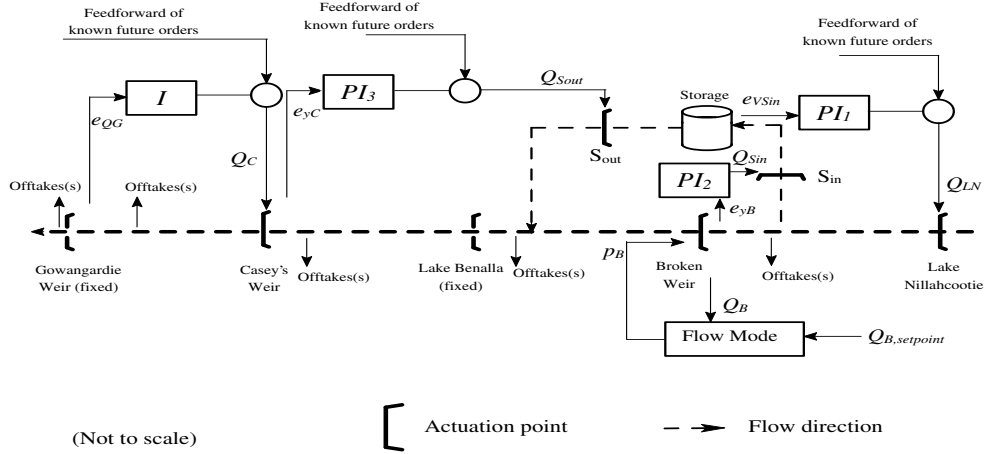 Feedforward of
known future orders
Feedforward of
known future orders
Feedforward of
known future orders
I
PI3
QSout
Storage
eVSin
PI1
eQG
eyC
QC
Sout
PI2
QSin
Sin
QLN
Offtakes(s)
Offtakes(s)
eyB
Gowangardie
Weir (fixed)
Casey's
Weir
Offtakes(s)
Lake Benalla
(fixed)
Offtakes(s)
pB
Broken
Weir
Offtakes(s)
Lake
Nillahcootie
QB
Flow Mode
QB,setpoint
(Not to scale)
Actuation point
Flow direction